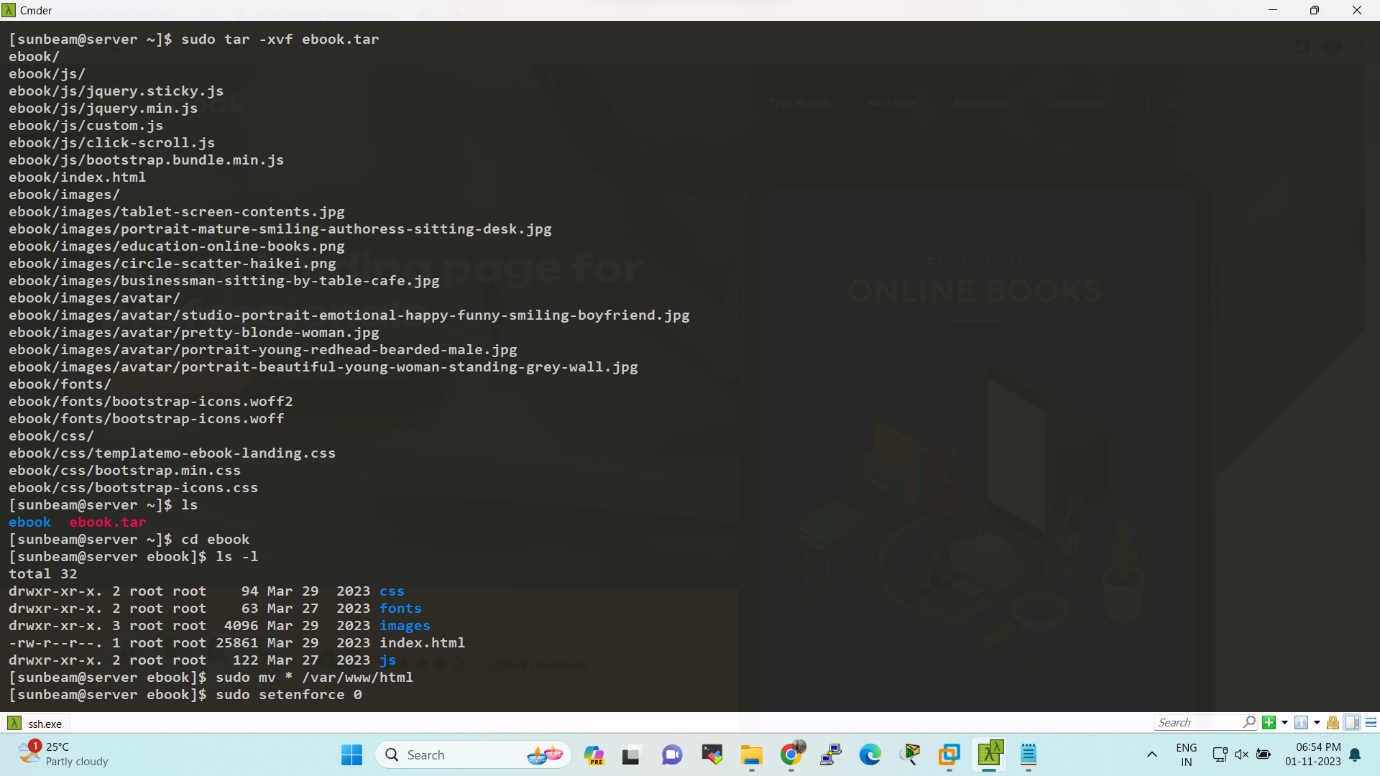 Cmder
[sunbeam@server ~]$ sudo tar -xvf ebook.tar
ebook/
ebook/js/
ebook/js/jquery.sticky.js
ebook/js/jquery.min.js
ebook/js/custom.js
ebook/js/click-scroll.js
ebook/js/bootstrap.bundle.min.js
ebook/index.html
ebook/images/
ebook/images/tablet-screen-contents.jpg
ebook/images/portrait-mature-smiling-authoress-sitting-desk.jpg
ebook/images/education-online-books.png
ebook/images/circle-scatter-haikei.png
ebook/images/businessman-sitting-by-table-cafe.jpg
ebook/images/avatar/
ebook/images/avatar/studio-portrait-emotional-happy-funny-smiling-boyfriend.jpg
ebook/images/avatar/pretty-blonde-woman.jpg
ebook/images/avatar/portrait-young-redhead-bearded-male.jpg
ebook/images/avatar/portrait-beautiful-young-woman-standing-grey-wall.jpg
ebook/fonts/
ebook/fonts/bootstrap-icons.woff2
ebook/fonts/bootstrap-icons.woff
ebook/css/
ebook/css/templatemo-ebook-landing.css
ebook/css/bootstrap.min.css
ebook/css/bootstrap-icons.css
[sunbeam@server ~]$ ls
ebook  ebook.tar
[sunbeam@server ~]$ cd ebook
[sunbeam@server ebook]$ ls -l
total 32
drwxr-xr-x. 2 root root    94 Mar 29  2023 css
drwxr-xr-x. 2 root root    63 Mar 27  2023 fonts
drwxr-xr-x. 3 root root  4096 Mar 29  2023 images
-rw-r--r--. 1 root root 25861 Mar 29  2023 index.html
drwxr-xr-x. 2 root root   122 Mar 27  2023 js
[sunbeam@server ebook]$ sudo mv * /var/www/html
[sunbeam@server ebook]$ sudo setenforce 0
The Book Author Reviews Contact
page for
EDUCATION
ONLINE BOOKS
ssh.exe
Search
1
25°C
Partly cloudy
Search
PRE
ENG
IN
06:54 PM
01-11-2023